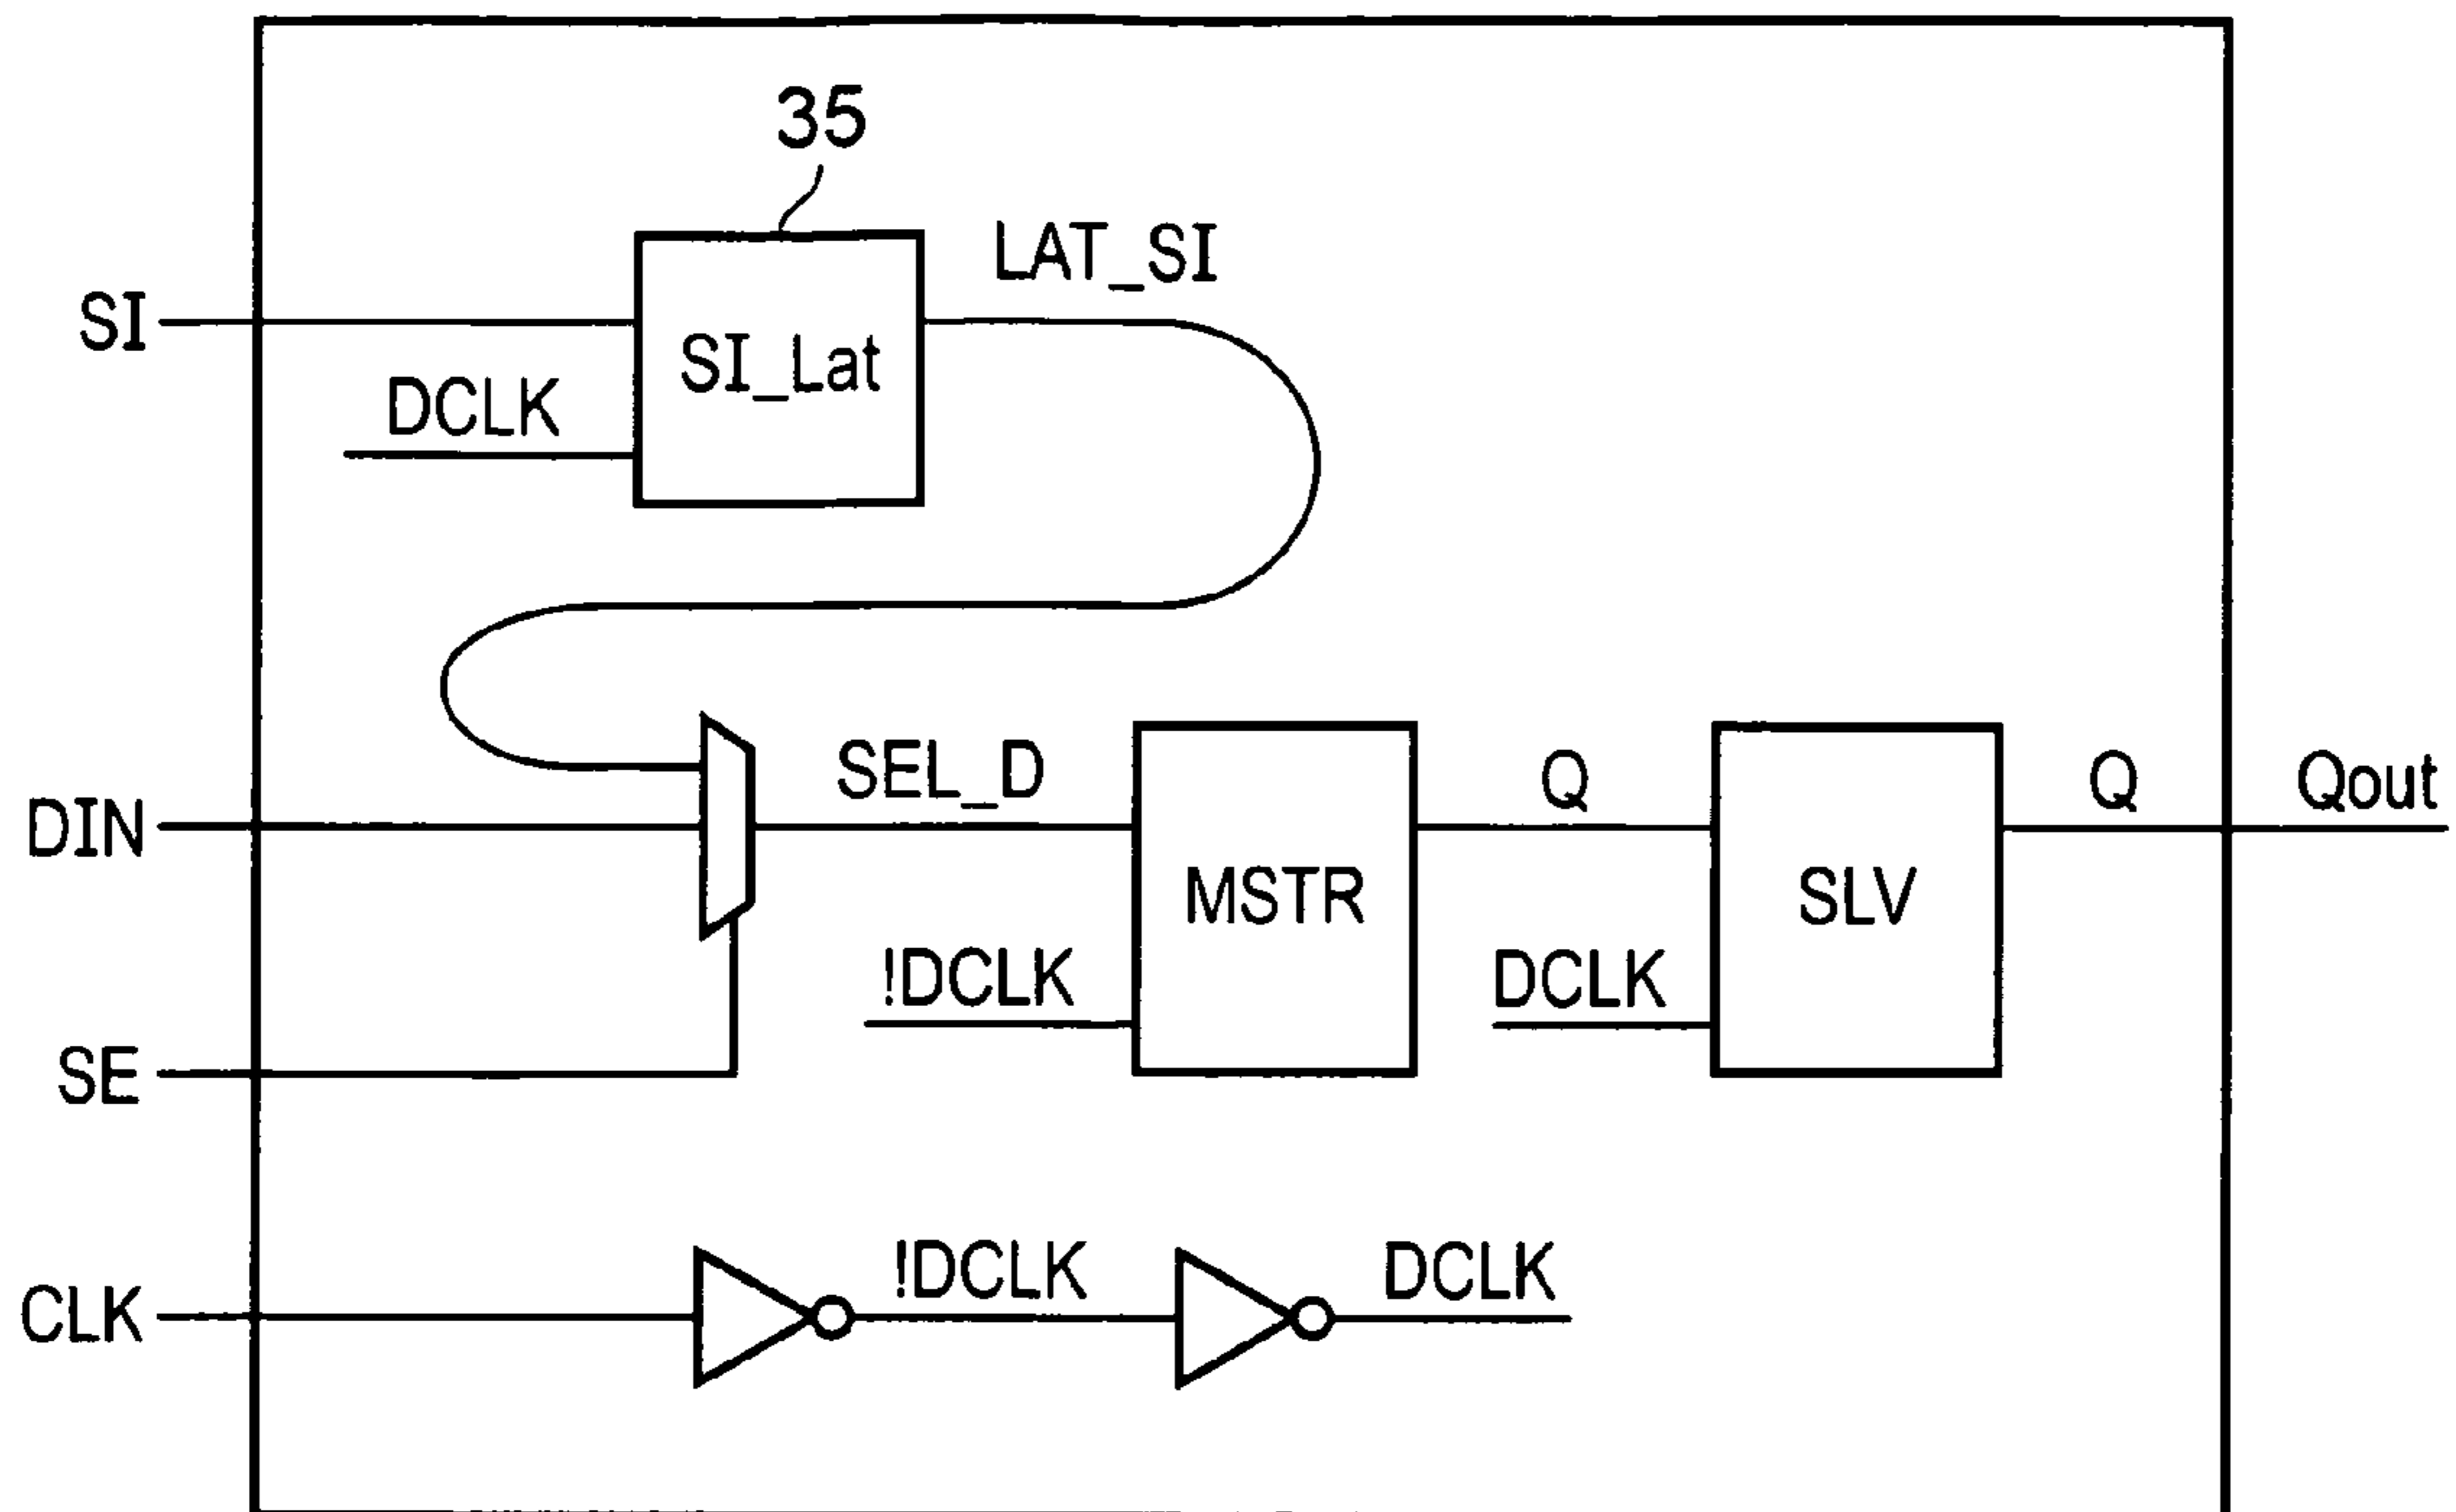 35
LAT_SI
SI
SI_Lat
DCLK
SEL_D
Q
Q
Qout
DIN
MSTR
SLV
!DCLK
DCLK
SE
!DCLK
DCLK
CLK